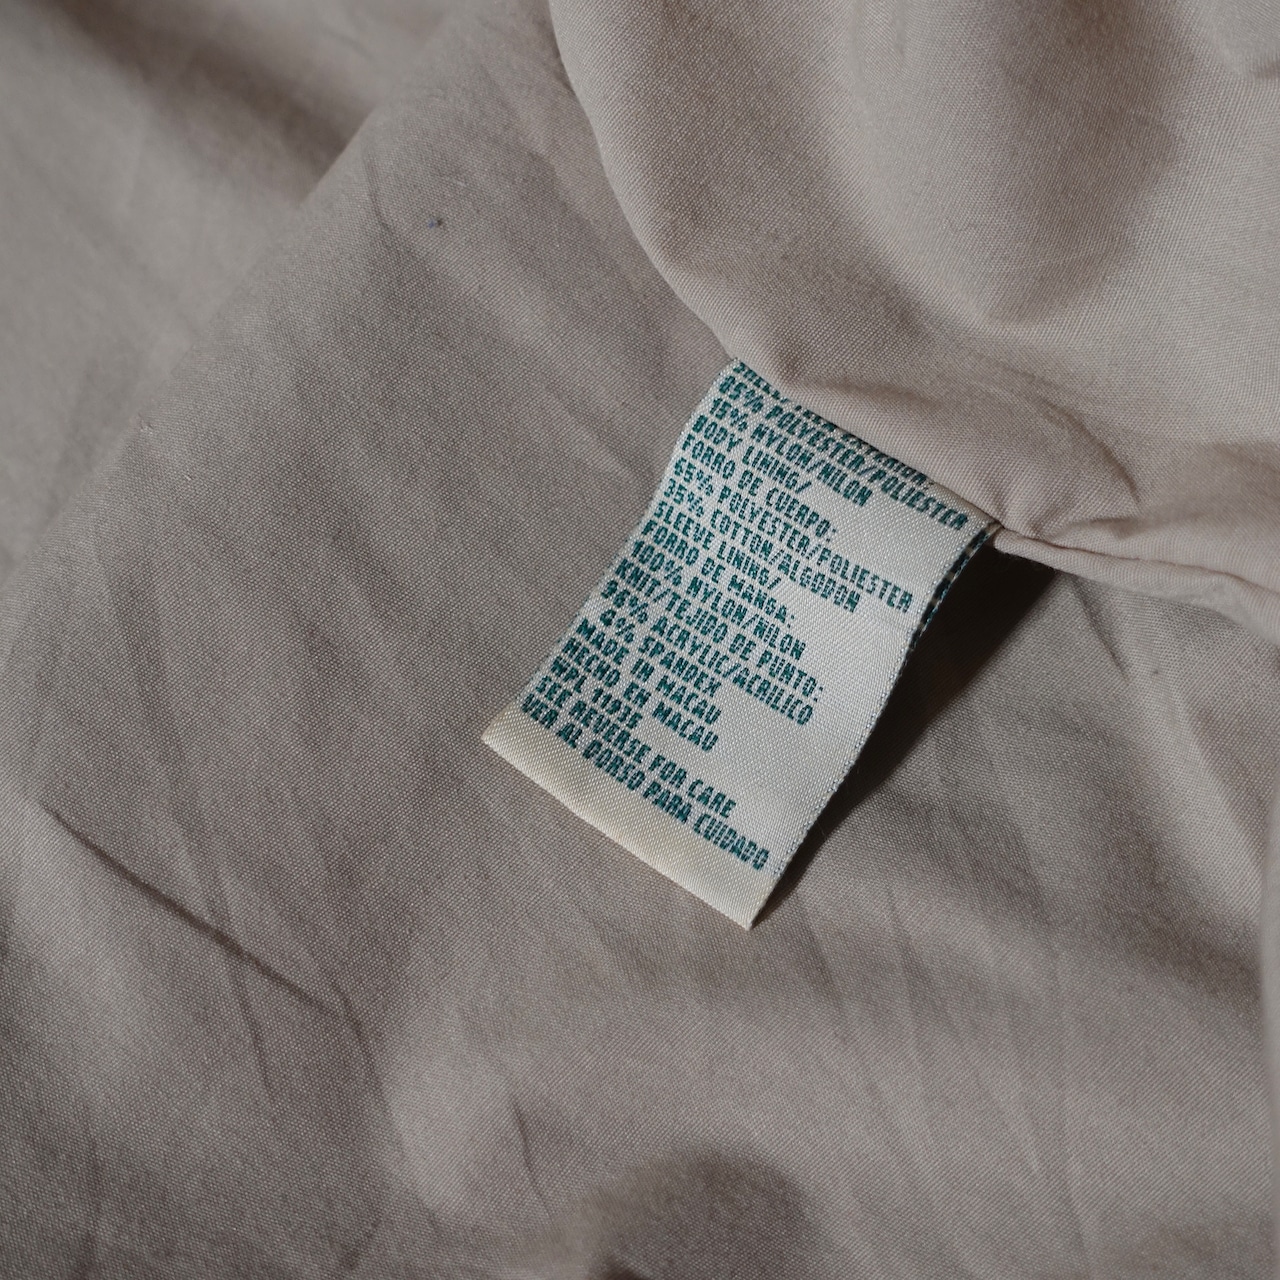 85% POLYESTER/POLIESTER
15% NYLON/NILON
BODY LINING/
FORRO DE CUERPO:
65% POLYESTER/POLIESTER
35% COTTON/ALGODON
SLEEVE LINING/
FORRO DE MANGA:
100% NYLON/NILON
KNIT/TEJIDO DE PUNTO:
96% ACRYLIC/ACRILICO
4% SPANDEX
MADE IN MACAU
HECHO EN MACAU
WPL 11935
SEE REVERSE FOR CARE
VER AL DORSO PARA CUIDADO